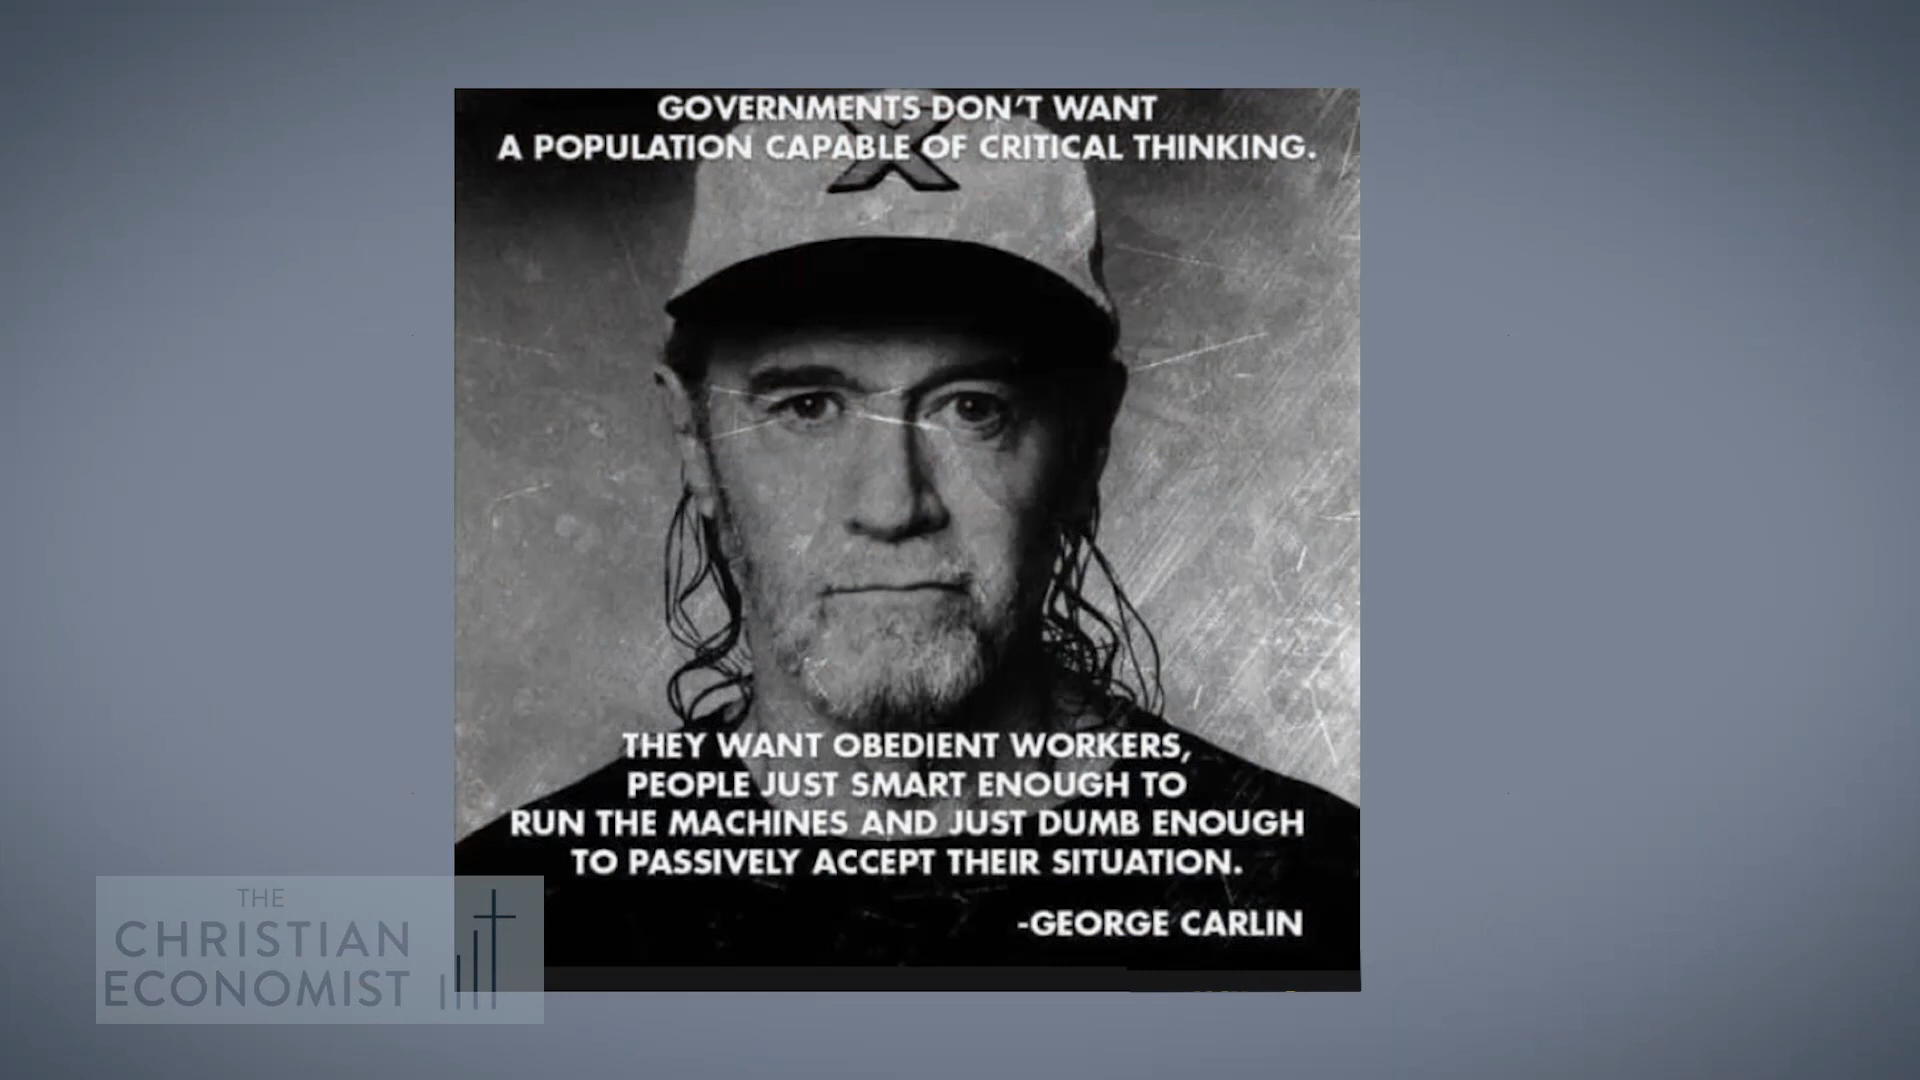 GOVERNMENTS DON'T WANT
A POPULATION CAPABLE OF CRITICAL THINKING.
X
THEY WANT OBEDIENT WORKERS,
PEOPLE JUST SMART ENOUGH TO
RUN THE MACHINES AND JUST DUMB ENOUGH
TO PASSIVELY ACCEPT THEIR SITUATION.
-GEORGE CARLIN
THE
CHRISTIAN
ECONOMIST